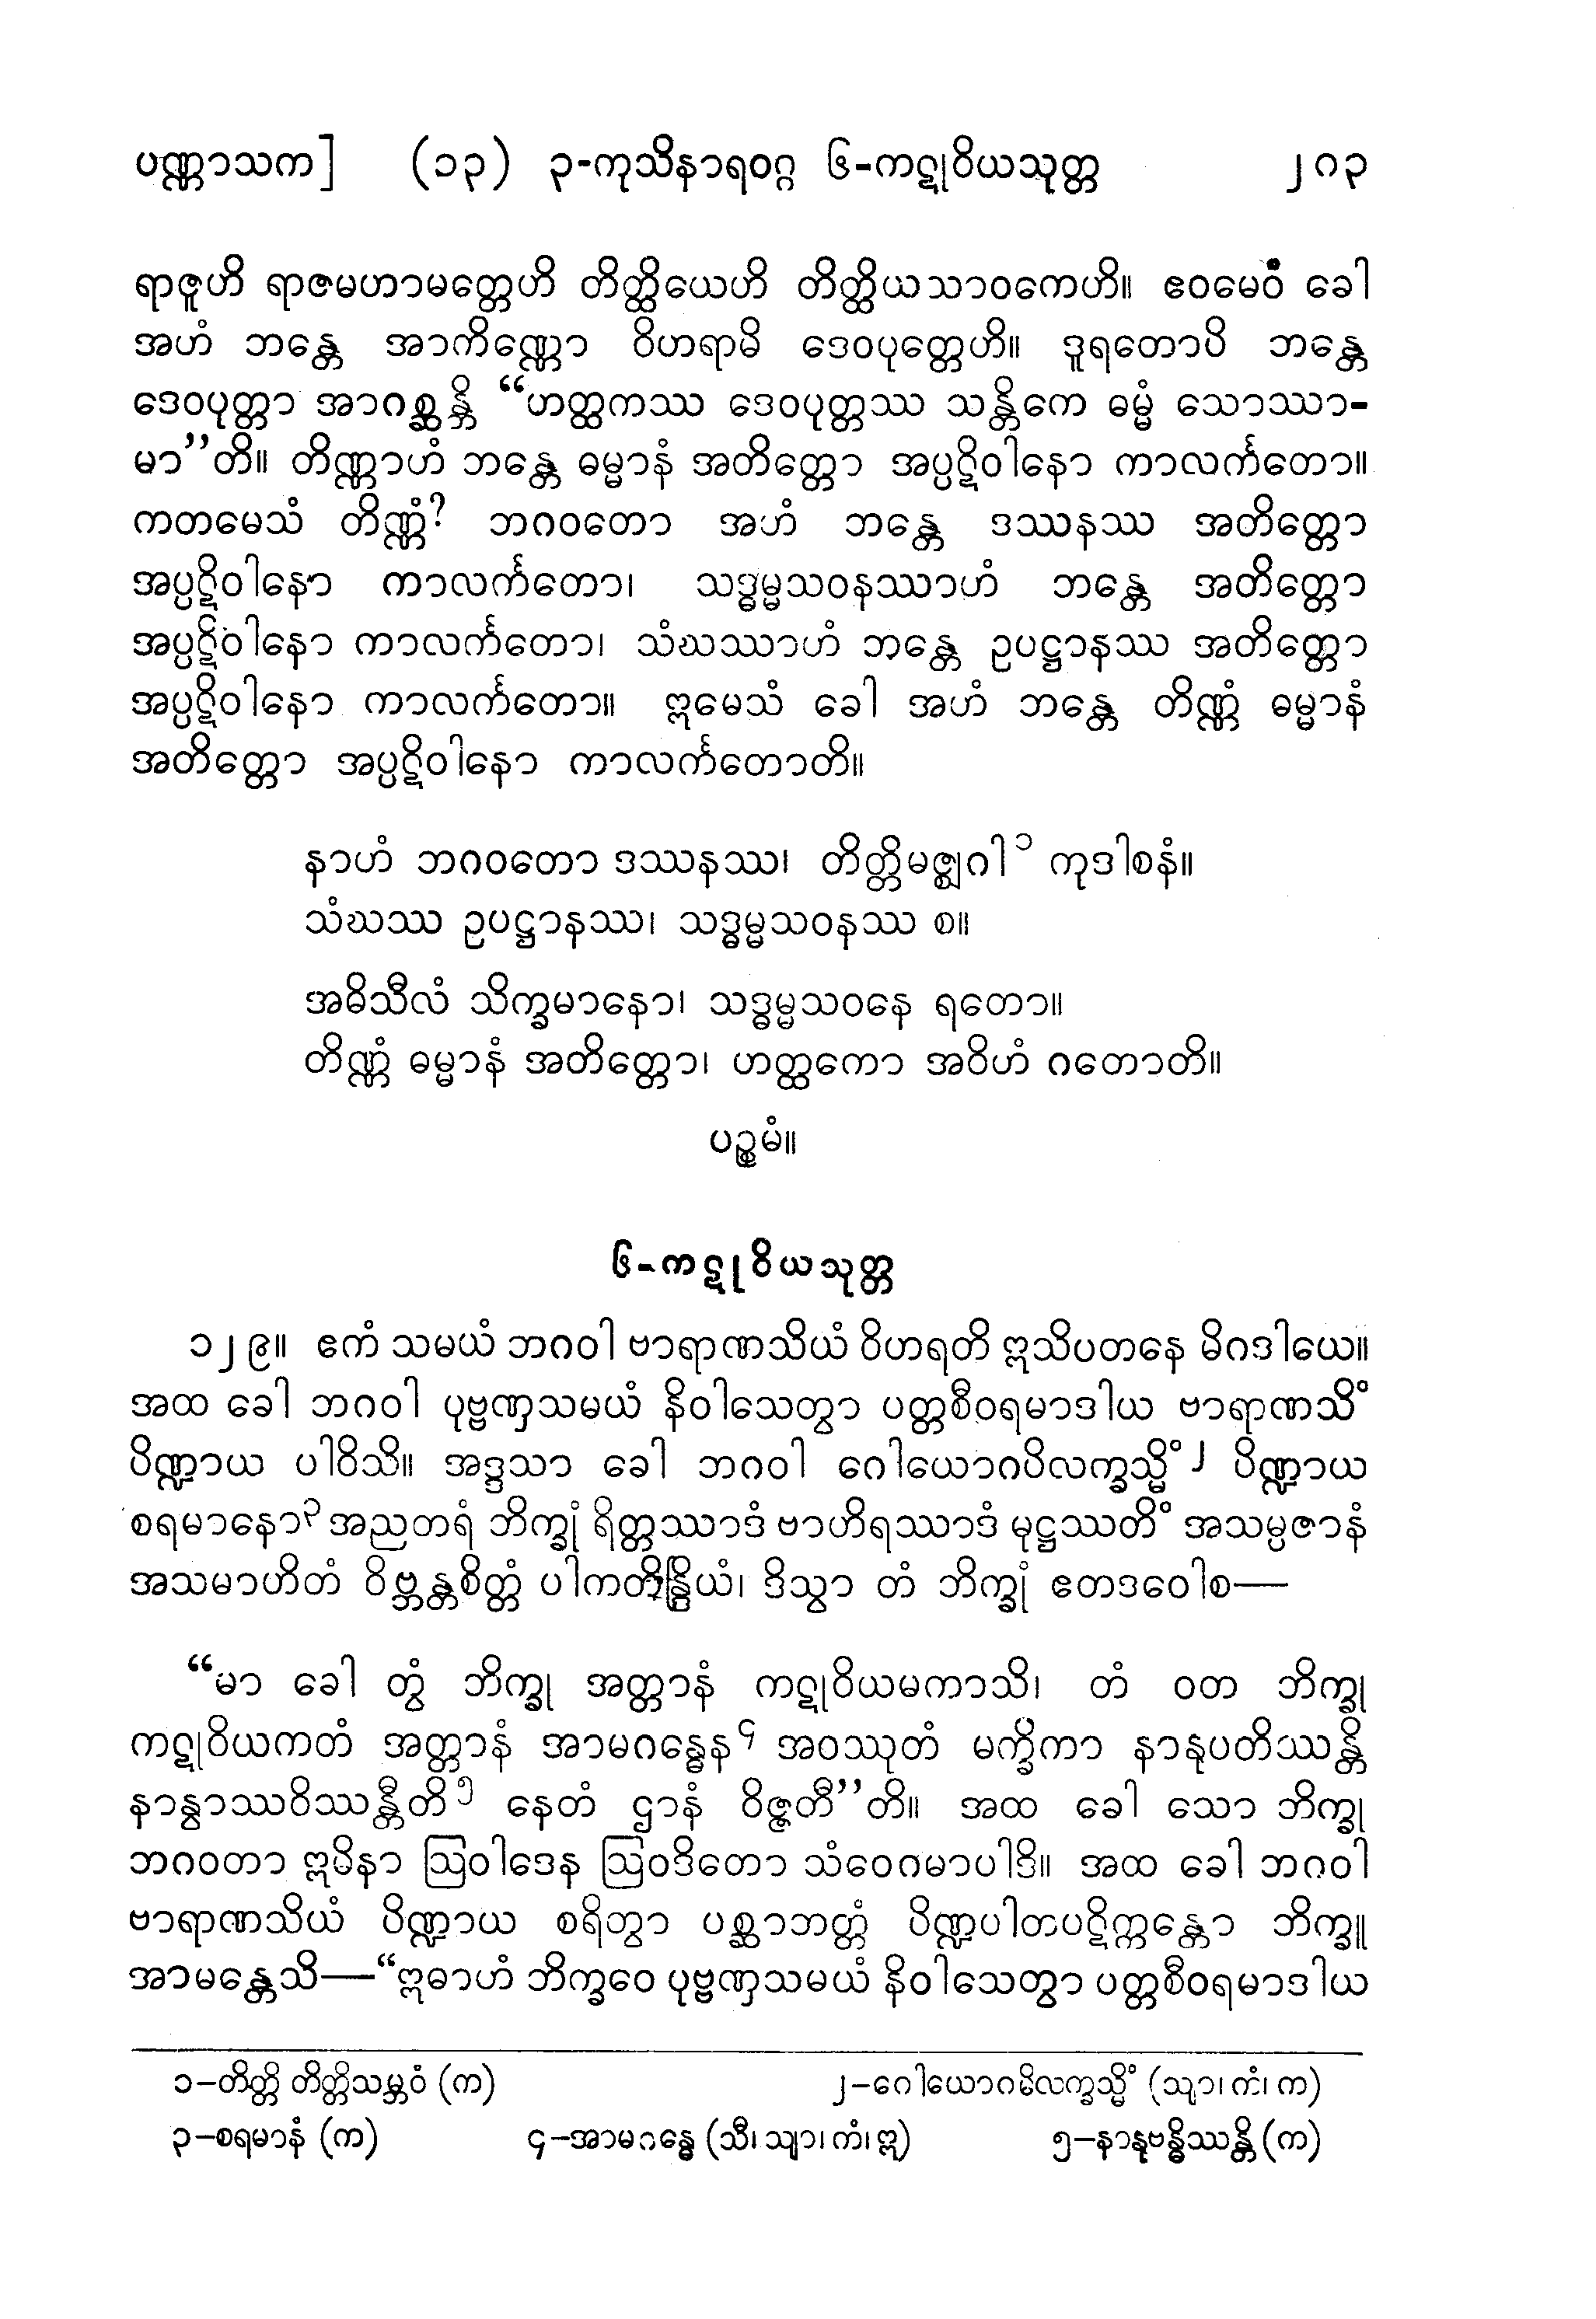 ပဏ္ဏာသက] (၁၃) ၃-ကုသိနာရဝဂ္ဂ ၆-ကဋုဝိယသုတ္တ ၂၈၃
ရာဇူဟိ ရာဇမဟာမတ္တေဟိ တိတ္ထိယေဟိ တိတ္ထိယသာဝကေဟိ။ ဧဝမေဝံ ခေါ
အဟံ ဘန္တေ အာကိဏ္ဏော ဝိဟရာမိ ဒေဝပုတ္တေဟိ။ ဒူရတောပိ ဘန္တေ
ဒေဝပုတ္တာ အာဂစ္ဆန္တိ “ဟတ္ထကဿ ဒေဝပုတ္တဿ သန္တိကေ ဓမ္မံ သောဿာ-
မာ”တိ။ တိဏ္ဏာဟံ ဘန္တေ ဓမ္မာနံ အတိတ္တော အပ္ပဋိဝါနော ကာလင်္ကတော။
ကတမေသံ တိဏ္ဏံ? ဘဂဝတော အဟံ ဘန္တေ ဒဿနဿ အတိတ္တော
အပ္ပဋိဝါနော ကာလင်္ကတော၊ သဒ္ဓမ္မသဝနဿာဟံ ဘန္တေ အတိတ္တော
အပ္ပဋိဝါနော ကာလင်္ကတော၊ သံဃဿာဟံ ဘန္တေ ဥပဋ္ဌာနဿ အတိတ္တော
အပ္ပဋိဝါနော ကာလင်္ကတော။ ဣမေသံ ခေါ အဟံ ဘန္တေ တိဏ္ဏံ ဓမ္မာနံ
အတိတ္တော အပ္ပဋိဝါနော ကာလင်္ကတောတိ။
နာဟံ ဘဂဝတော ဒဿနဿ၊ တိတ္တိမဇ္ဈဂါ ၁ ကုဒါစနံ။
သံဃဿ ဥပဋ္ဌာနဿ၊ သဒ္ဓမ္မသဝနဿ စ။
အဓိသီလံ သိက္ခမာနော၊ သဒ္ဓမ္မသဝနေ ရတော။
တိဏ္ဏံ ဓမ္မာနံ အတိတ္တော၊ ဟတ္ထကော အဝိဟံ ဂတောတိ။
ပဉ္စမံ။
၆-ကဋုဝိယသုတ္တ
၁၂၉။ ဧကံ သမယံ ဘဂဝါ ဗာရာဏသိယံ ဝိဟရတိ ဣသိပတနေ မိဂဒါယေ။
အထ ခေါ ဘဂဝါ ပုဗ္ဗဏှသမယံ နိဝါသေတွာ ပတ္တစီဝရမာဒါယ ဗာရာဏသိံ
ပိဏ္ဍာယ ပါဝိသိ။ အဒ္ဒသာ ခေါ ဘဂဝါ ဂေါယောဂပိလက္ခသ္မိံ ၂ ပိဏ္ဍာယ
စရမာနော ၃ အညတရံ ဘိက္ခုံ ရိတ္တဿာဒံ ဗာဟိရဿာဒံ မုဋ္ဌဿတိံ အသမ္ပဇာနံ
အသမာဟိတံ ဝိဗ္ဘန္တစိတ္တံ ပါကတိန္ဒြိယံ၊ ဒိသွာ တံ ဘိက္ခုံ ဧတဒဝေါစ—
“မာ ခေါ တွံ ဘိက္ခု အတ္တာနံ ကဋုဝိယမကာသိ၊ တံ ဝတ ဘိက္ခု
ကဋုဝိယကတံ အတ္တာနံ အာမဂန္ဓေန ၄ အဝဿုတံ မက္ခိကာ နာနုပတိဿန္တိ
နာနွာဿဝိဿန္တီတိ ၅ နေတံ ဌာနံ ဝိဇ္ဇတီ”တိ။ အထ ခေါ သော ဘိက္ခု
ဘဂဝတာ ဣမိနာ ဩဝါဒေန ဩဝဒိတော သံဝေဂမာပါဒိ။ အထ ခေါ ဘဂဝါ
ဗာရာဏသိယံ ပိဏ္ဍာယ စရိတွာ ပစ္ဆာဘတ္တံ ပိဏ္ဍပါတပဋိက္ကန္တော ဘိက္ခူ
အာမန္တေသိ—“ဣဓာဟံ ဘိက္ခဝေ ပုဗ္ဗဏှသမယံ နိဝါသေတွာ ပတ္တစီဝရမာဒါယ
၁-တိတ္တိ တိတ္တိသမ္ဘဝံ (က) ၂-ဂေါယောဂမိလက္ခသ္မိံ (သျာ၊ ကံ၊ က)
၃-စရမာနံ (က) ၄-အာမဂန္ဓေ (သီ၊ သျာ၊ ကံ၊ ဣ) ၅-နာနုဗန္ဓိဿန္တိ (က)